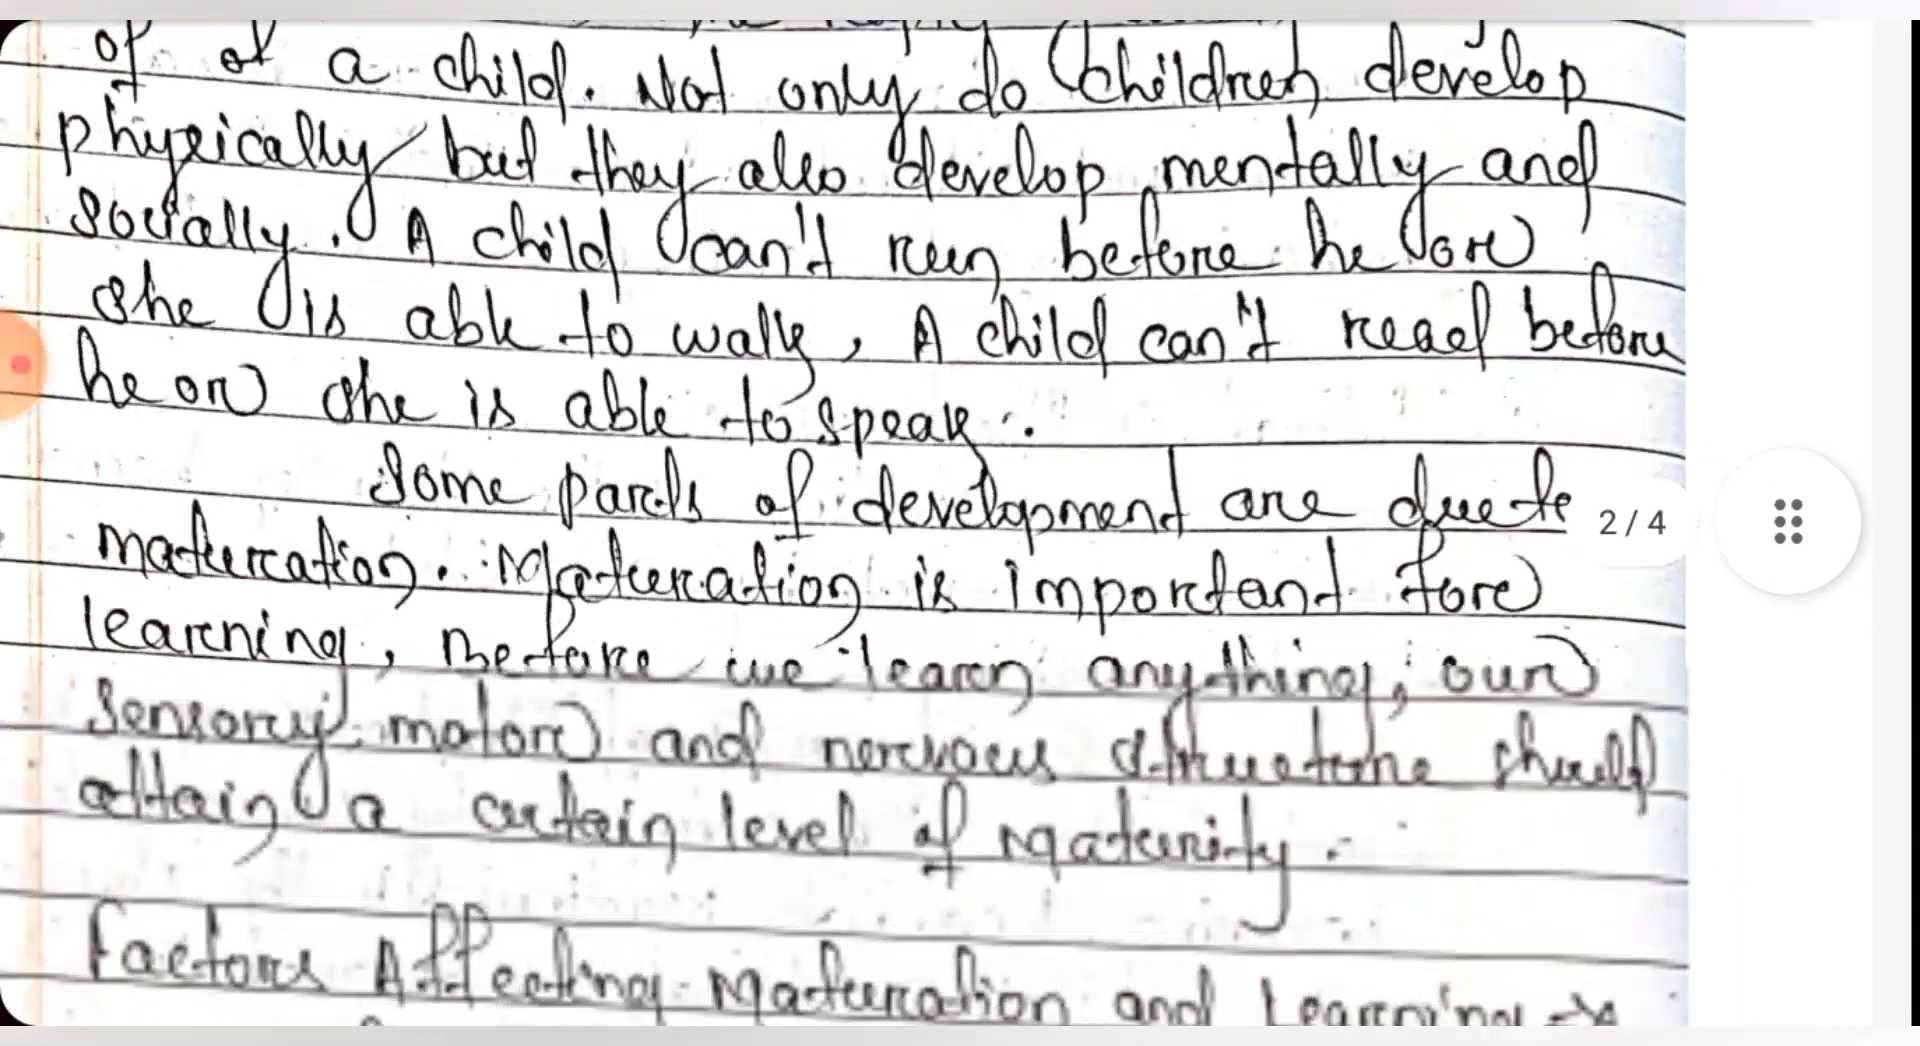 of of a child. Not only do children develop
physically but they also develop mentally and
socially. A child can't run before he or
she is able to walk, A child can't read before
he or she is able to speak.
Some parts of development are due to
2/4
maturation. Maturation is important for
learning, Before we learn anything, our
sensory motor and nervous structure should
attain a certain level of maturity.
Factors Affecting Maturation and Learning →